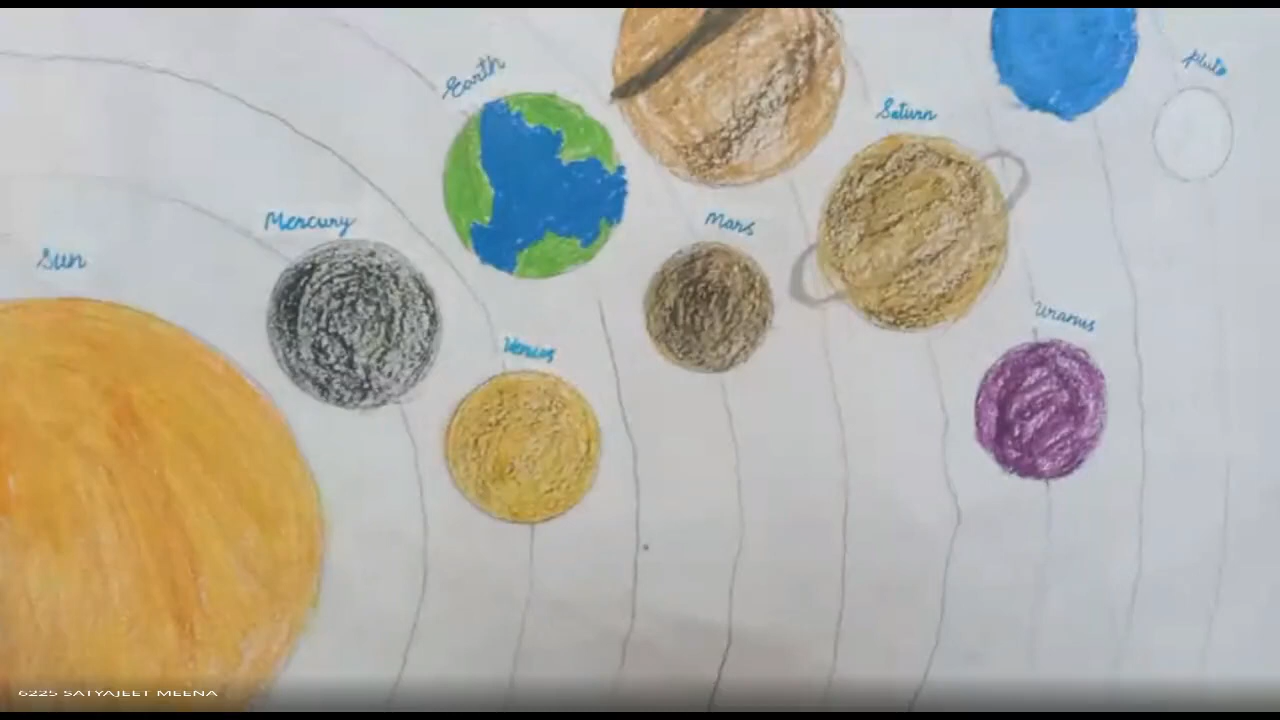 Earth
Pluto
Saturn
Mercury
Mars
Sun
Uranus
Venus
6225 SATYAJEET MEENA